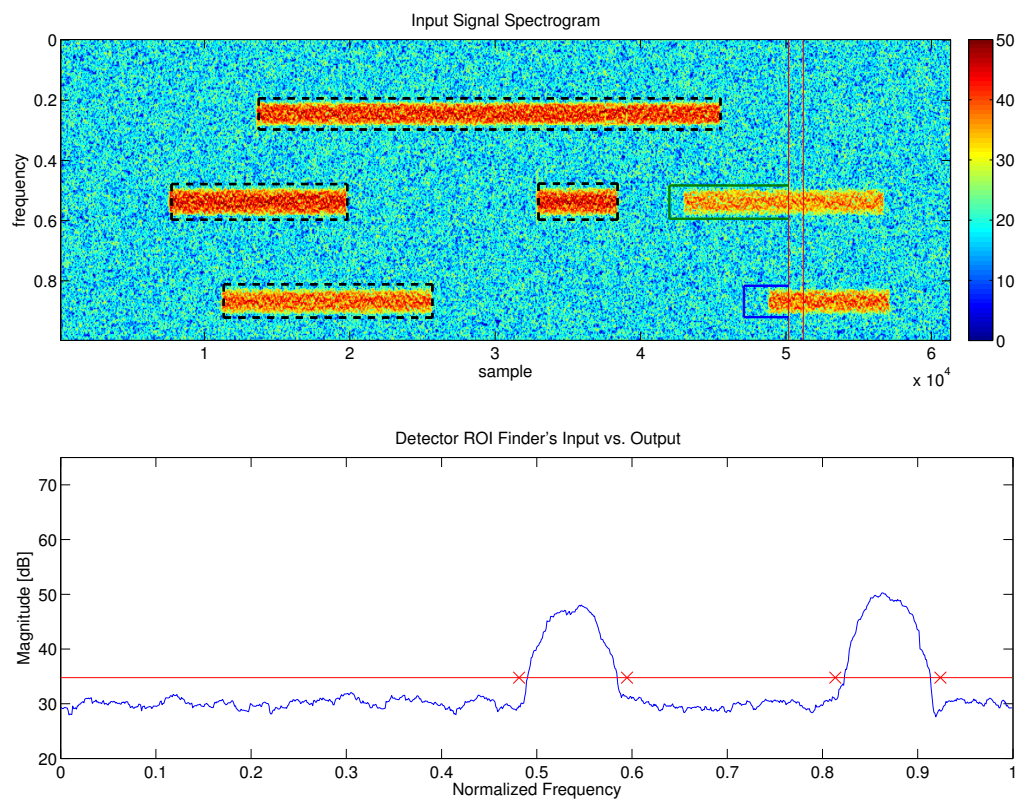 Input Signal Spectrogram
0
0.2
0.4
0.6
0.8
frequency
1 2 3 4 5 6
sample
x 10^4
50
40
30
20
10
0
Detector ROI Finder's Input vs. Output
70
60
50
40
30
20
Magnitude [dB]
0 0.1 0.2 0.3 0.4 0.5 0.6 0.7 0.8 0.9 1
Normalized Frequency